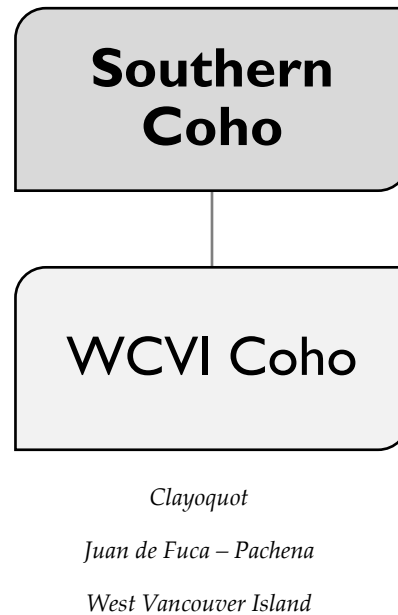 Southern
Coho
WCVI Coho
Clayoquot
Juan de Fuca – Pachena
West Vancouver Island